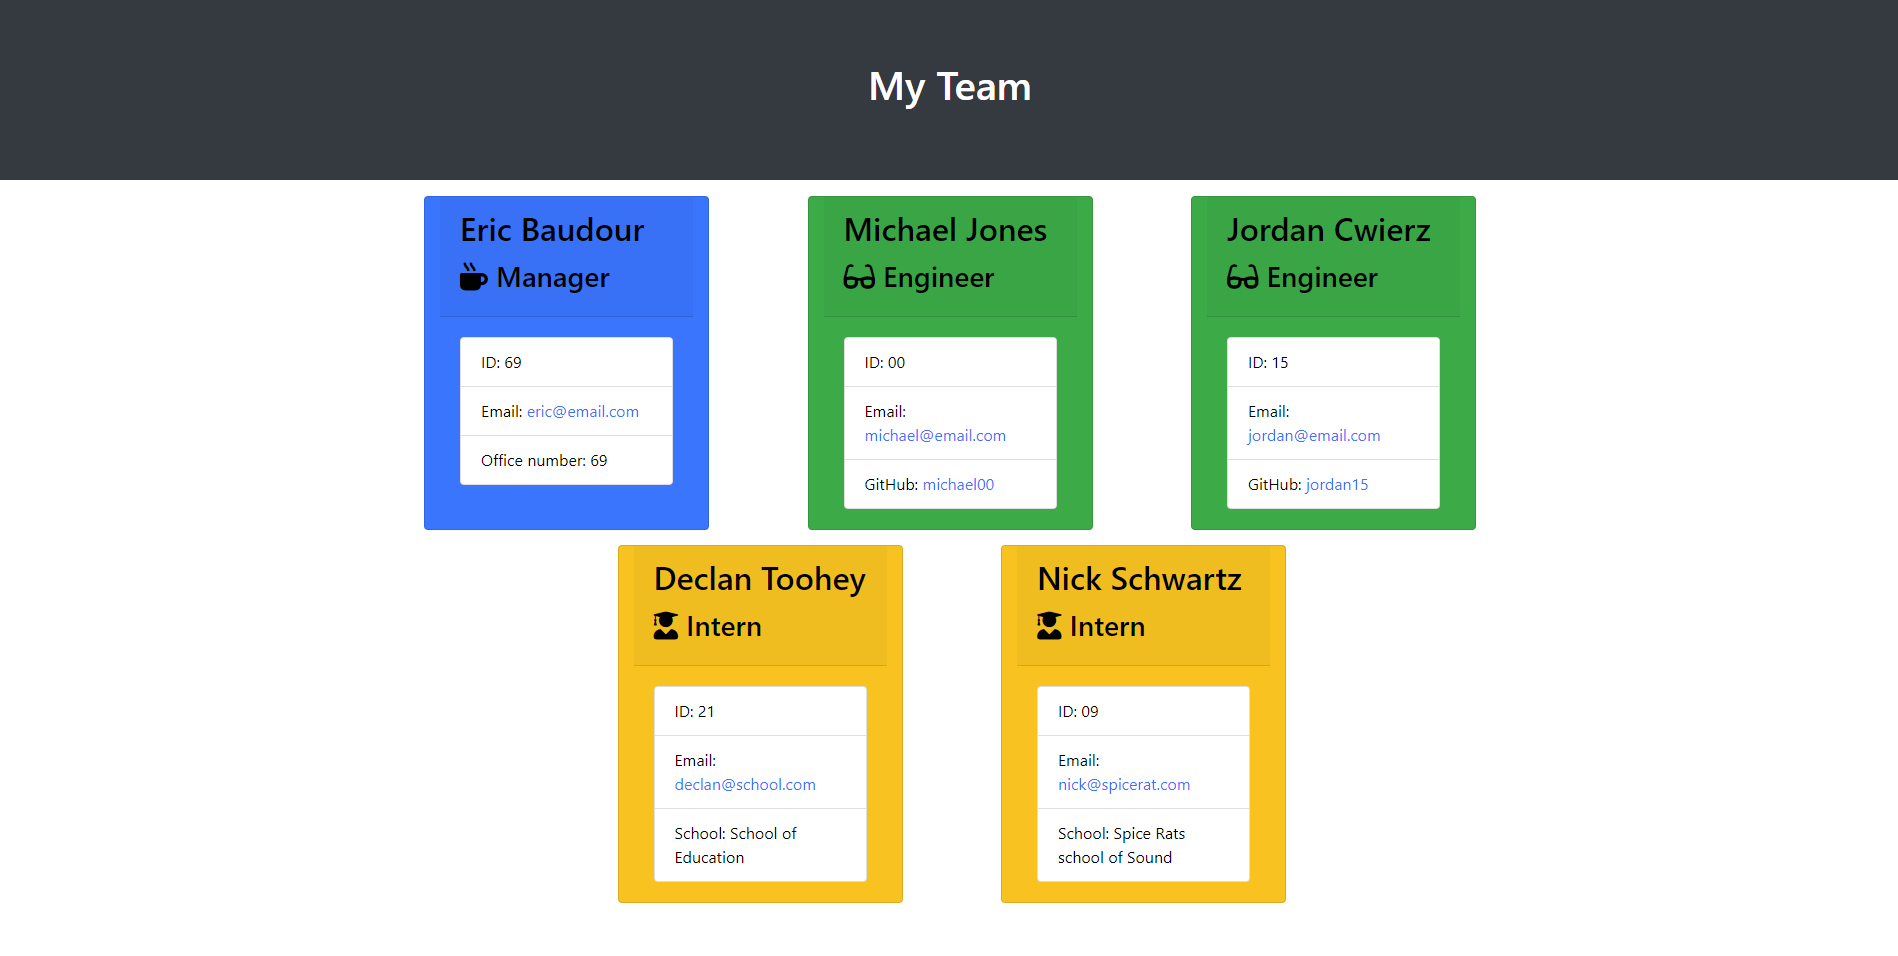 My Team
Eric Baudour
Manager
ID: 69
Email: eric@email.com
Office number: 69
Michael Jones
Engineer
ID: 00
Email:
michael@email.com
GitHub: michael00
Jordan Cwierz
Engineer
ID: 15
Email:
jordan@email.com
GitHub: jordan15
Declan Toohey
Intern
ID: 21
Email:
declan@school.com
School: School of
Education
Nick Schwartz
Intern
ID: 09
Email:
nick@spicerat.com
School: Spice Rats
school of Sound